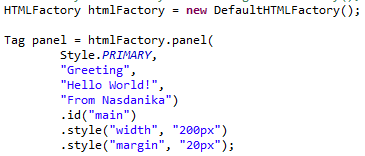 HTMLFactory htmlFactory = new DefaultHTMLFactory();
Tag panel = htmlFactory.panel(
Style.PRIMARY,
"Greeting",
"Hello World!",
"From Nasdanika")
.id("main")
.style("width", "200px")
.style("margin", "20px");